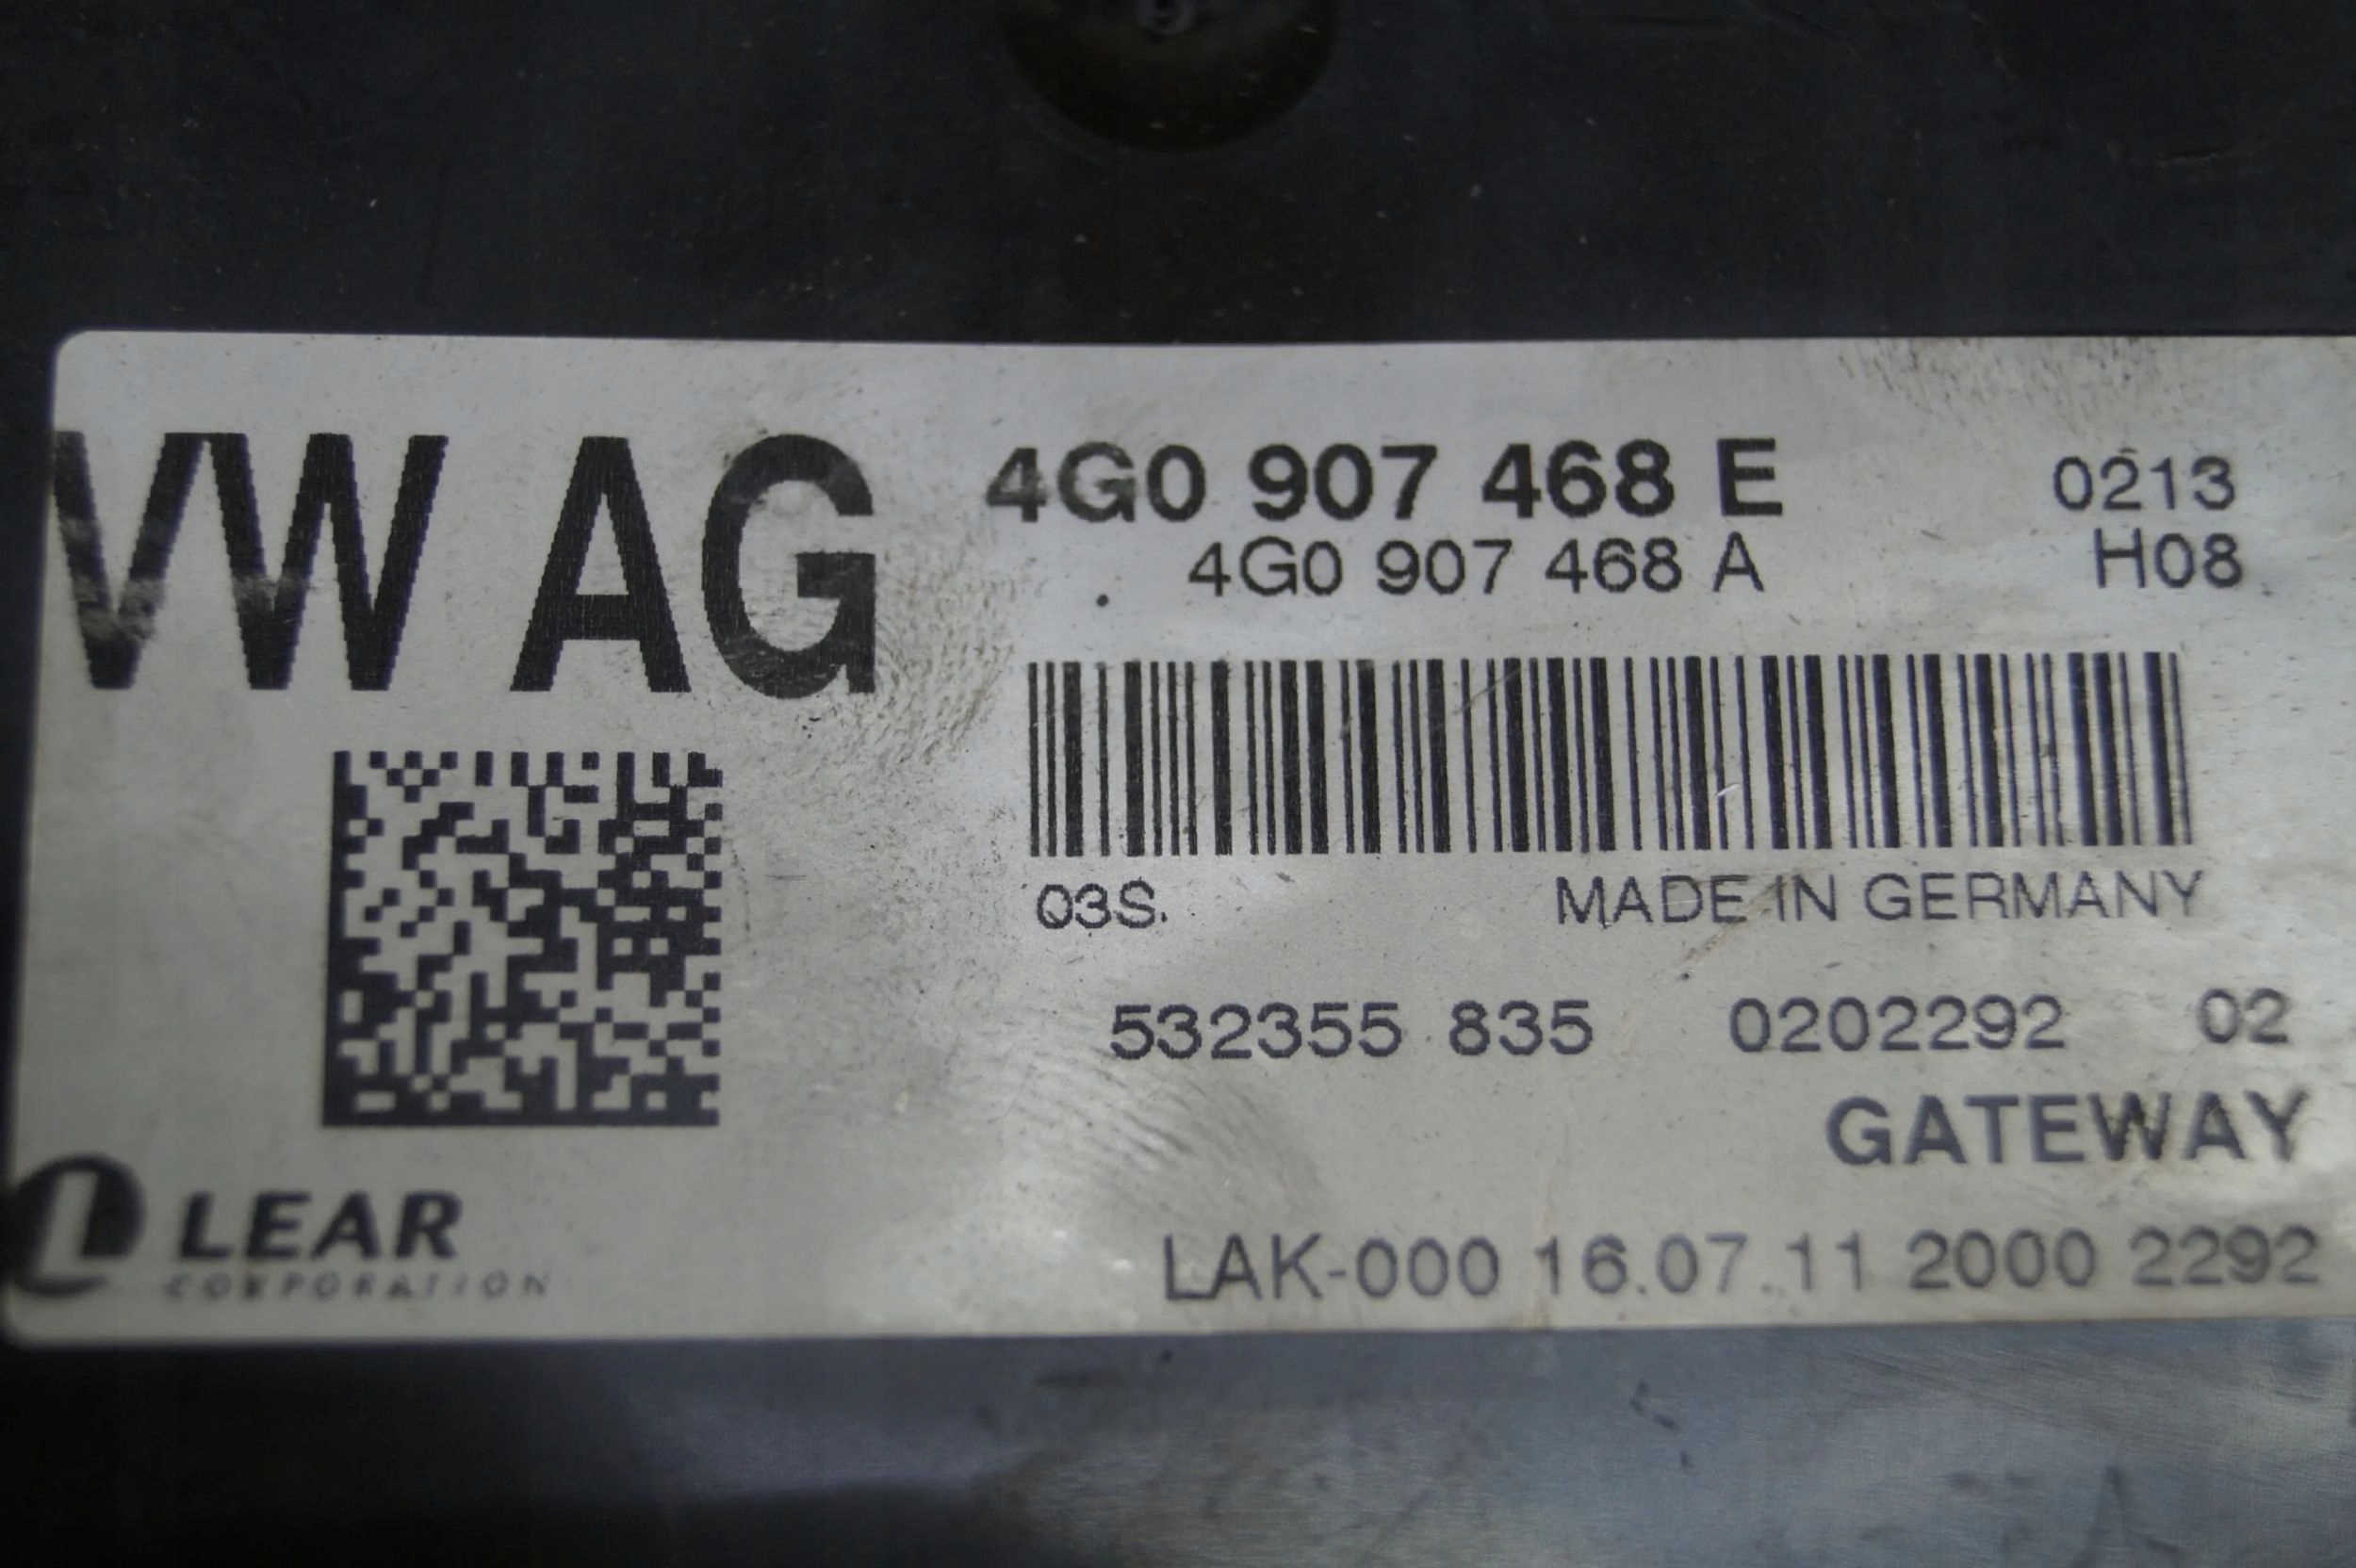 VW AG
4G0 907 468 E 0213
4G0 907 468 A H08
03S. MADE IN GERMANY
532355 835 0202292 02
GATEWAY
LEAR
CORPORATION
LAK-000 16.07.11 2000 2292